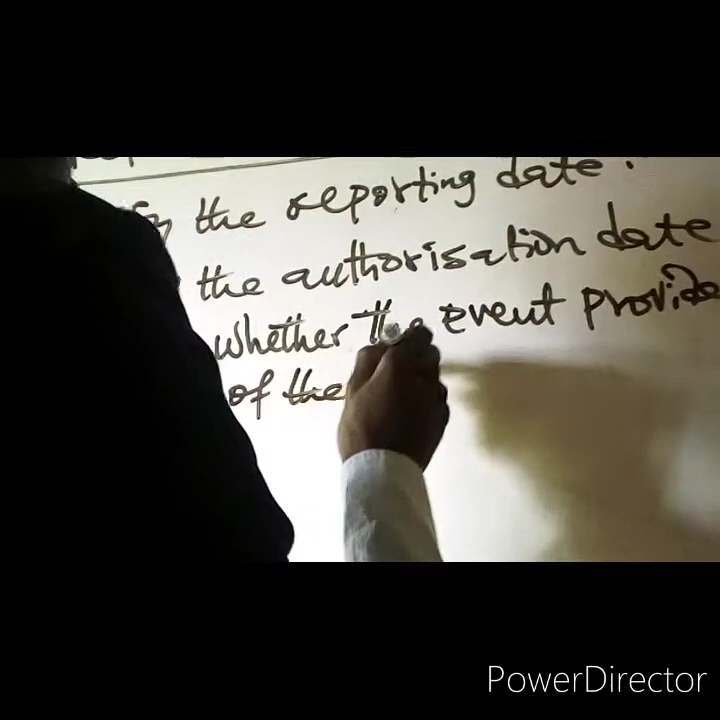 the reporting date.
the authorisation date
whether the event provide
of the
PowerDirector